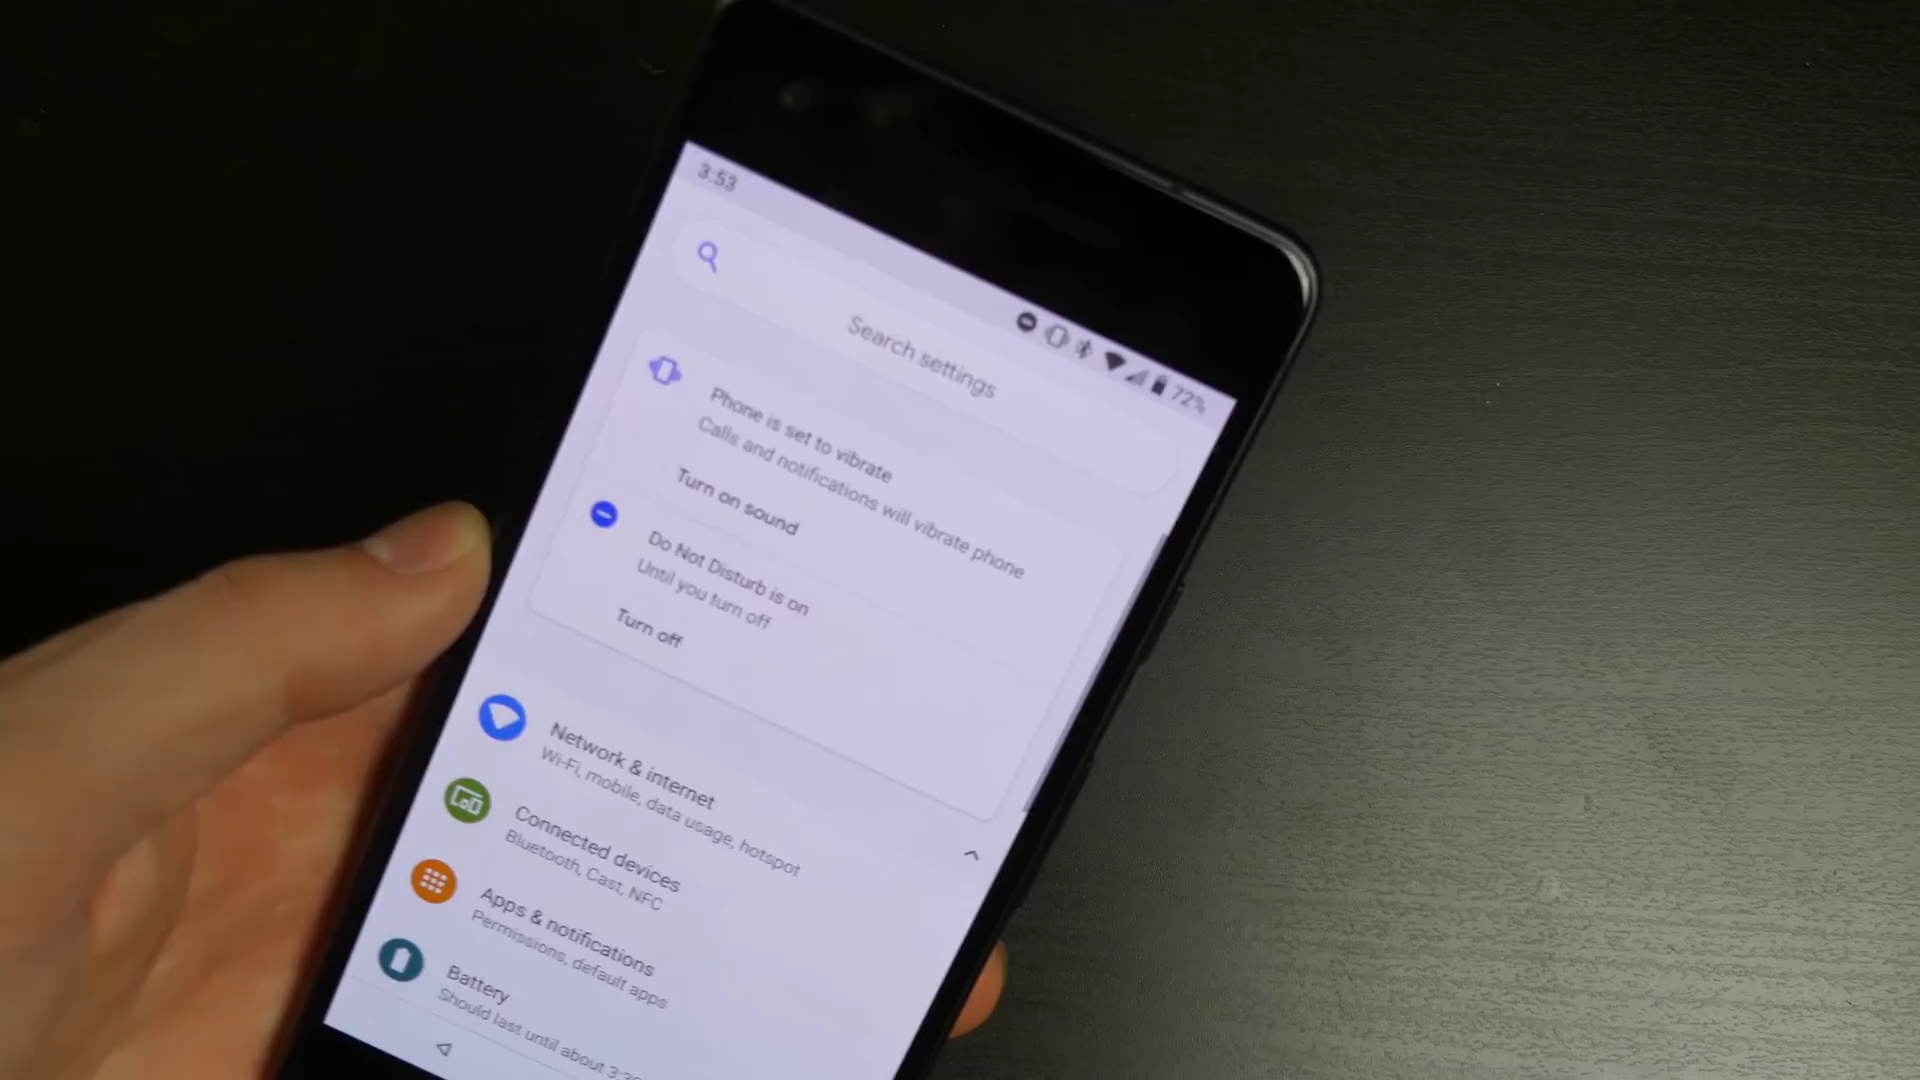 3:53
72%
Search settings
Phone is set to vibrate
Calls and notifications will vibrate phone
Turn on sound
Do Not Disturb is on
Until you turn off
Turn off
Network & internet
Wi-Fi, mobile, data usage, hotspot
Connected devices
Bluetooth, Cast, NFC
Apps & notifications
Permissions, default apps
Battery
Should last until about